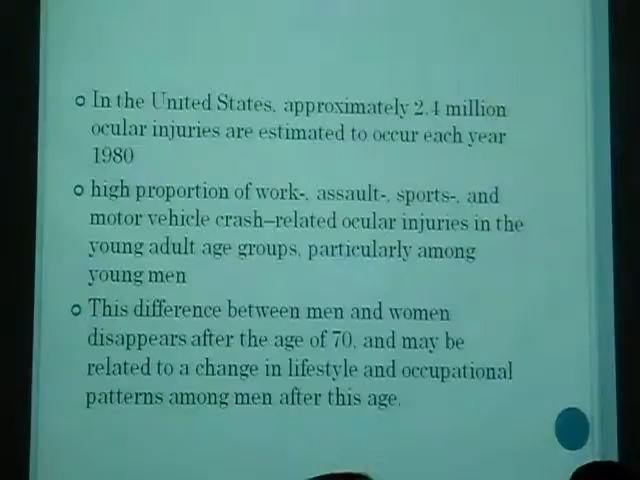 In the United States, approximately 2.4 million
ocular injuries are estimated to occur each year
1980
high proportion of work-, assault-, sports-, and
motor vehicle crash–related ocular injuries in the
young adult age groups, particularly among
young men
This difference between men and women
disappears after the age of 70, and may be
related to a change in lifestyle and occupational
patterns among men after this age.